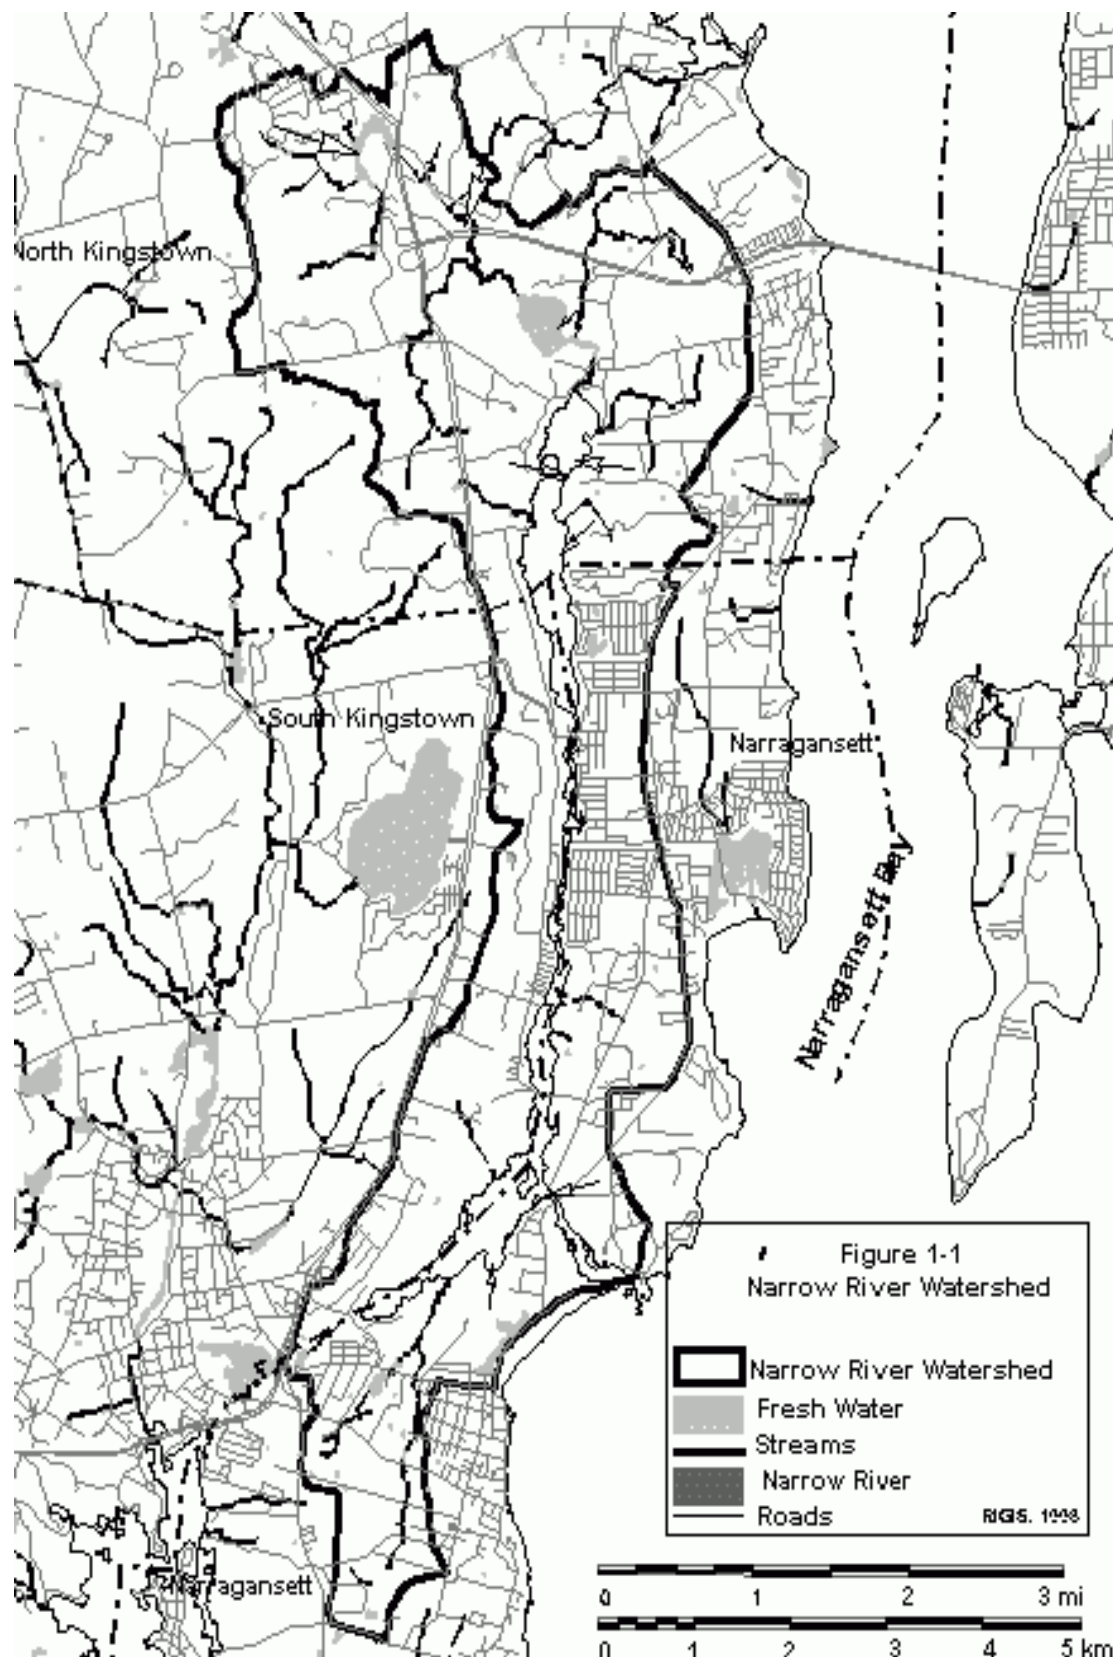 North Kingstown
South Kingstown
Narragansett
Narragansett Bay
Figure 1-1
Narrow River Watershed
Narrow River Watershed
Fresh Water
Streams
Narrow River
Roads
RIGIS. 1998
Narragansett
0 1 2 3 mi
0 1 2 3 4 5 km